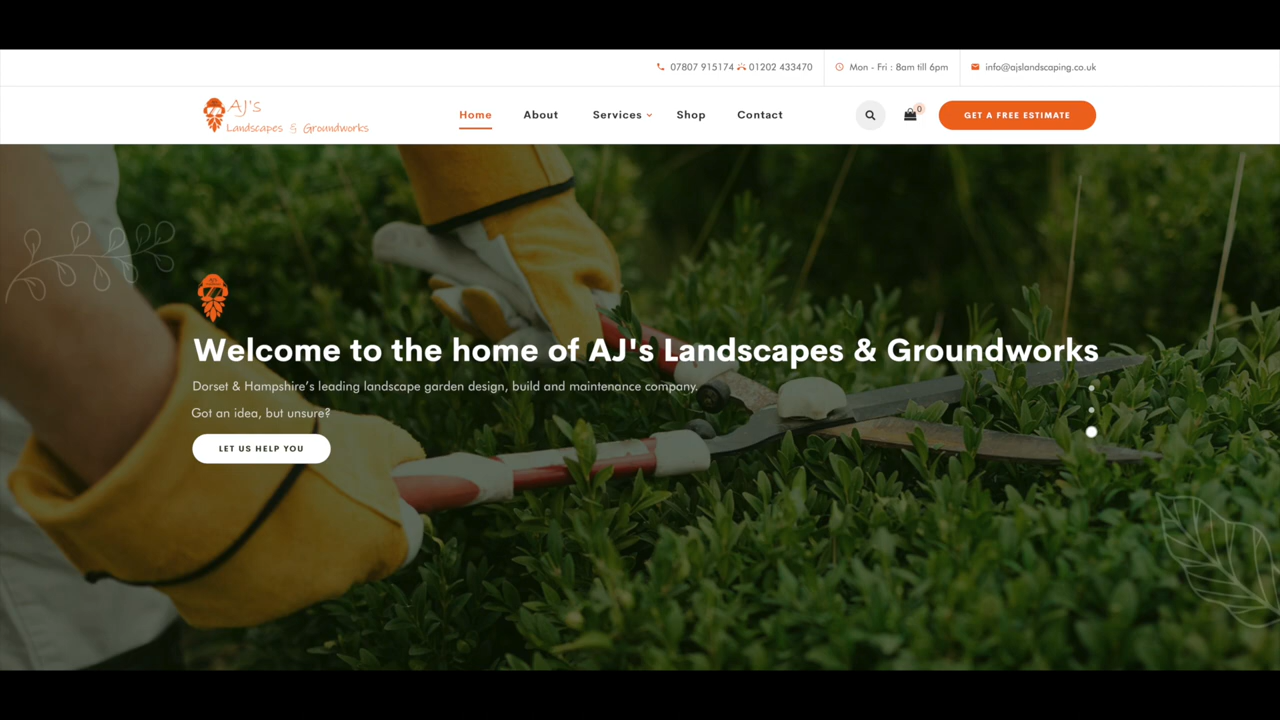 07807 915174 01202 433470
Mon - Fri : 8am till 6pm
info@ajslandscaping.co.uk
AJ's
Landscapes & Groundworks
Home
About
Services
Shop
Contact
0
GET A FREE ESTIMATE
Welcome to the home of AJ's Landscapes & Groundworks
Dorset & Hampshire’s leading landscape garden design, build and maintenance company.
Got an idea, but unsure?
LET US HELP YOU